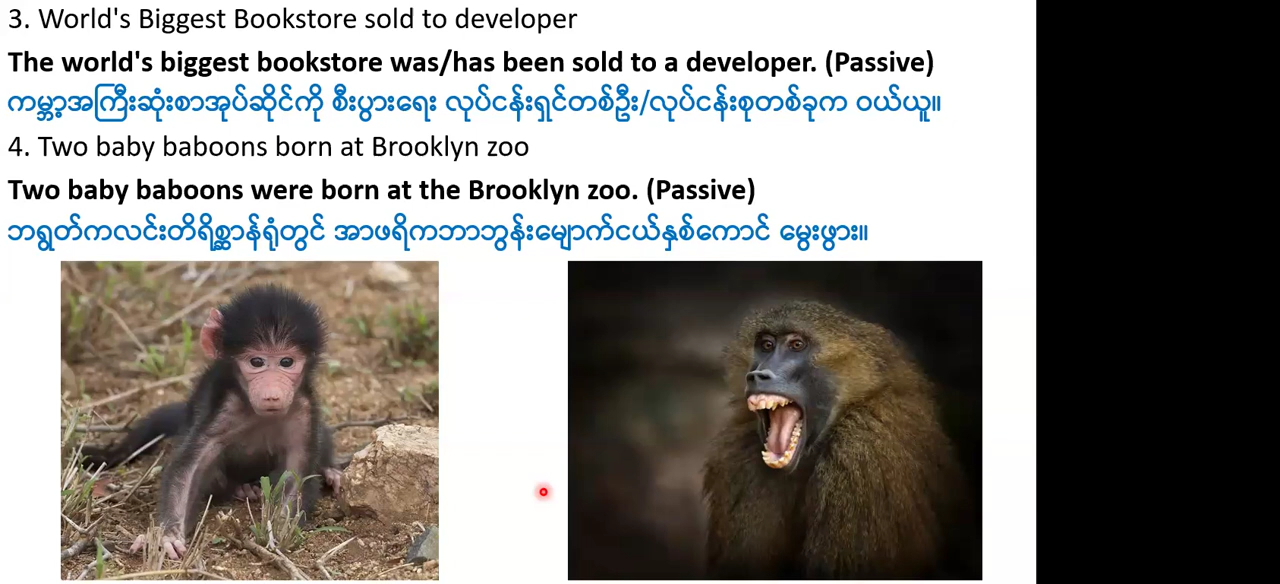 3. World's Biggest Bookstore sold to developer
The world's biggest bookstore was/has been sold to a developer. (Passive)
ကမ္ဘာ့အကြီးဆုံးစာအုပ်ဆိုင်ကို စီးပွားရေး လုပ်ငန်းရှင်တစ်ဦး/လုပ်ငန်းစုတစ်ခုက ဝယ်ယူ။
4. Two baby baboons born at Brooklyn zoo
Two baby baboons were born at the Brooklyn zoo. (Passive)
ဘရွတ်ကလင်းတိရိစ္ဆာန်ရုံတွင် အာဖရိကဘာဘွန်းမျောက်ငယ်နှစ်ကောင် မွေးဖွား။